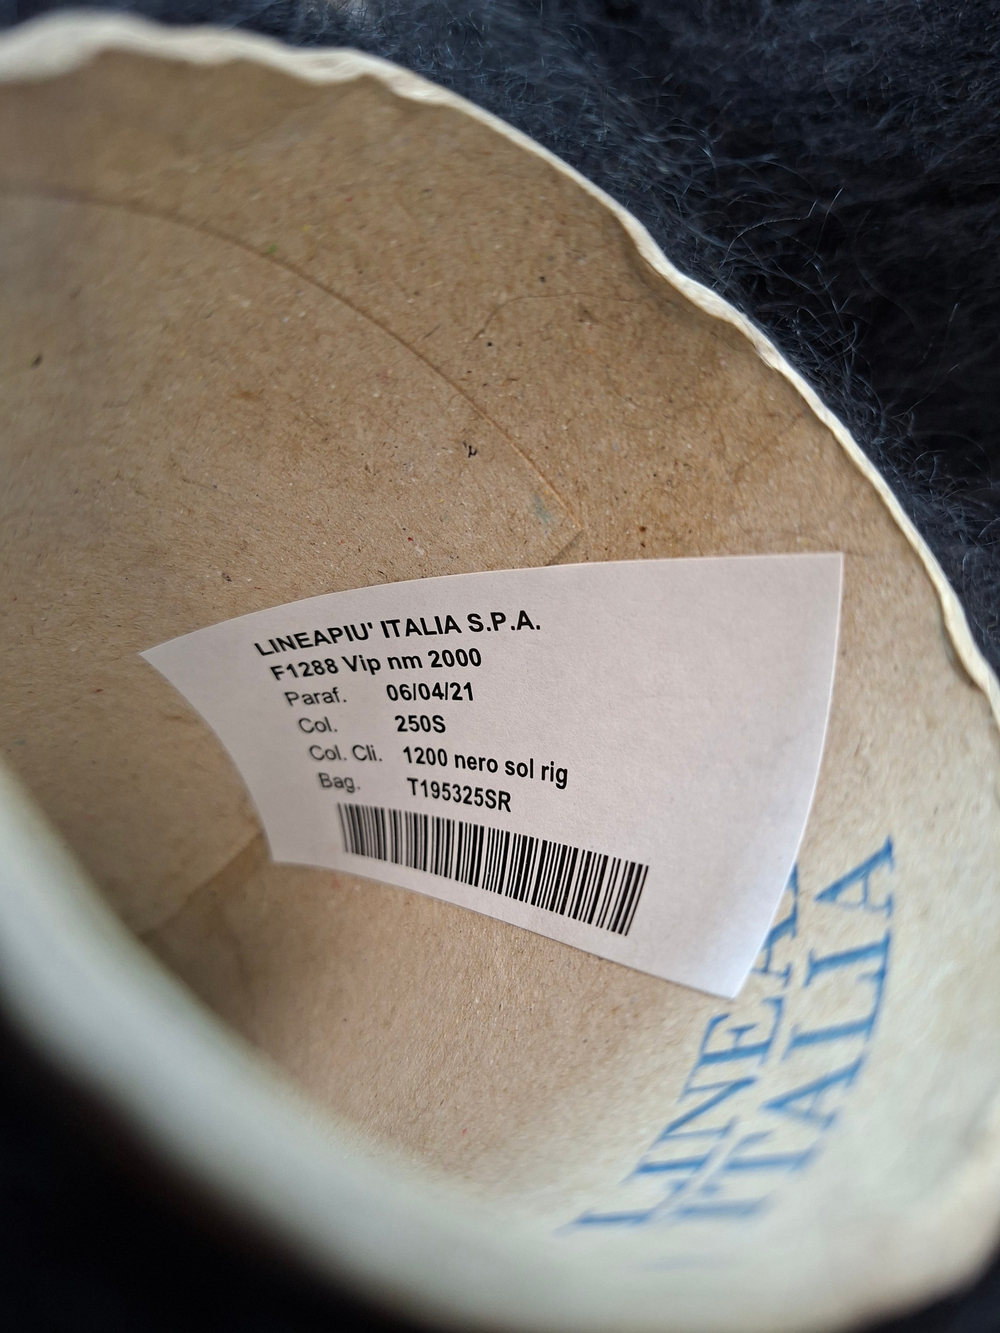 LINEAPIU' ITALIA S.P.A.
F1288 Vip nm 2000
Paraf. 06/04/21
Col. 250S
Col. Cli. 1200 nero sol rig
Bag. T195325SR
LINEA
ITALIA